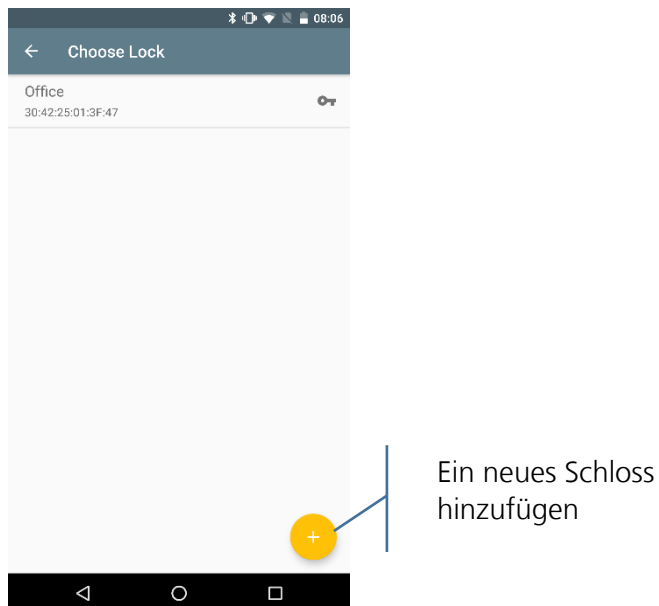 08:06
Choose Lock
Office
30:42:25:01:3F:47
+
Ein neues Schloss
hinzufügen